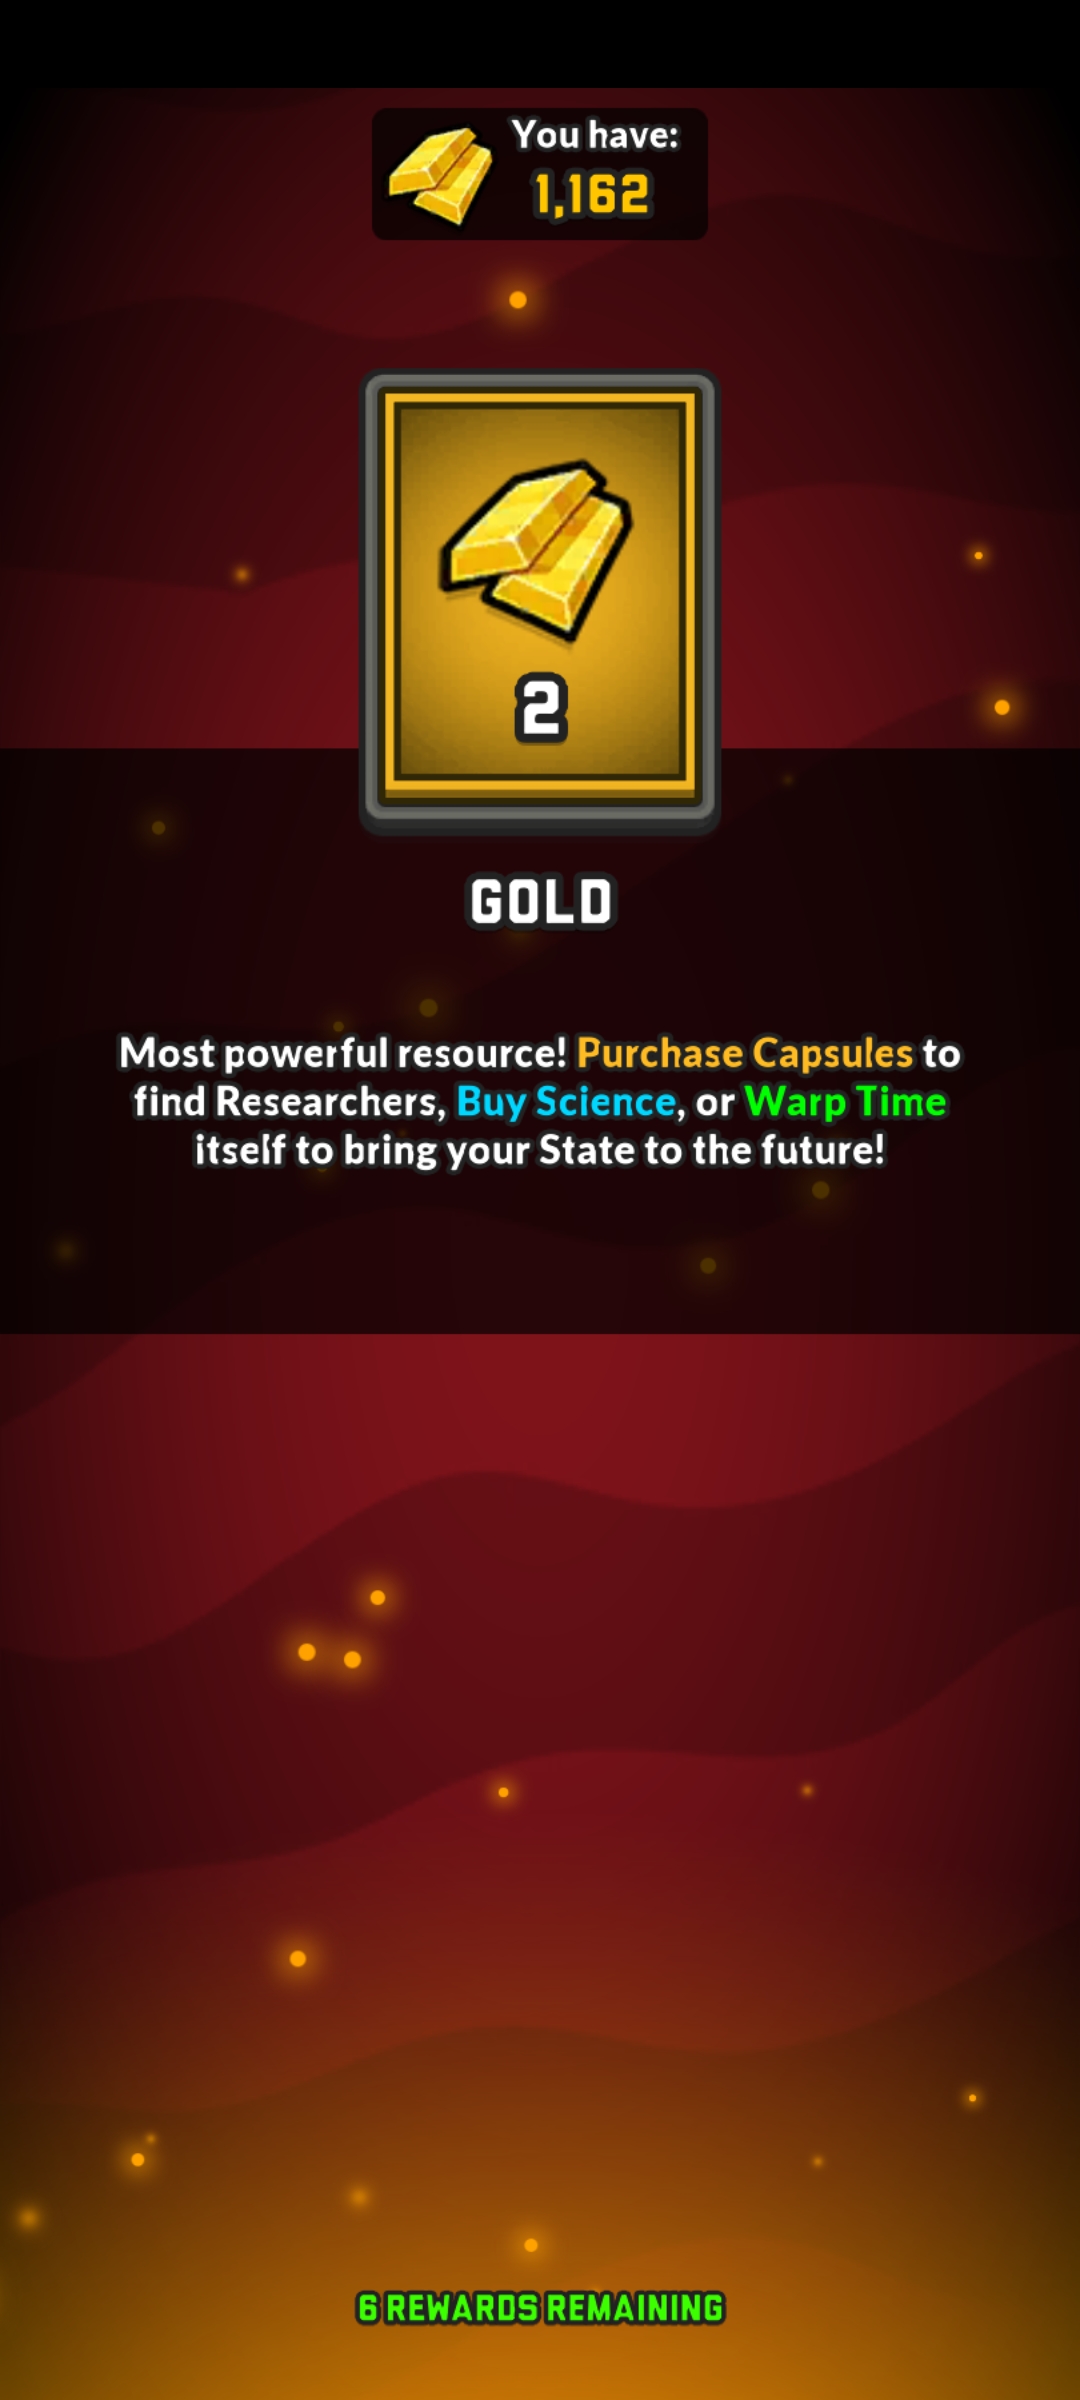 You have:
1,162
2
GOLD
Most powerful resource! Purchase Capsules to
find Researchers, Buy Science, or Warp Time
itself to bring your State to the future!
6 REWARDS REMAINING